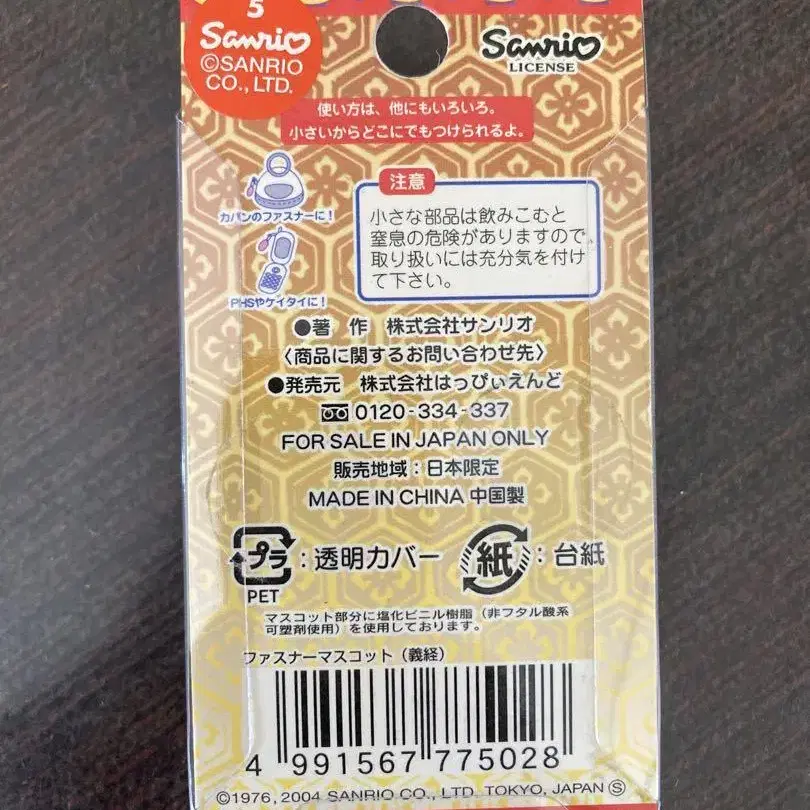 5
Sanrio
©SANRIO
CO., LTD.
Sanrio
LICENSE
使い方は、他にもいろいろ。
小さいからどこにでもつけられるよ。
カバンのファスナーに!
PHSやケイタイに!
注意
小さな部品は飲みこむと
窒息の危険がありますので、
取り扱いには充分気を付け
て下さい。
●著 作 株式会社サンリオ
〈商品に関するお問い合わせ先〉
●発売元 株式会社はっぴぃえんど
0120-334-337
FOR SALE IN JAPAN ONLY
販売地域:日本限定
MADE IN CHINA 中国製
プラ:透明カバー 紙:台紙
PET
マスコット部分に塩化ビニル樹脂(非フタル酸系
可塑剤使用)を使用しております。
ファスナーマスコット(義経)
4 991567 775028
©1976, 2004 SANRIO CO., LTD. TOKYO, JAPAN Ⓢ